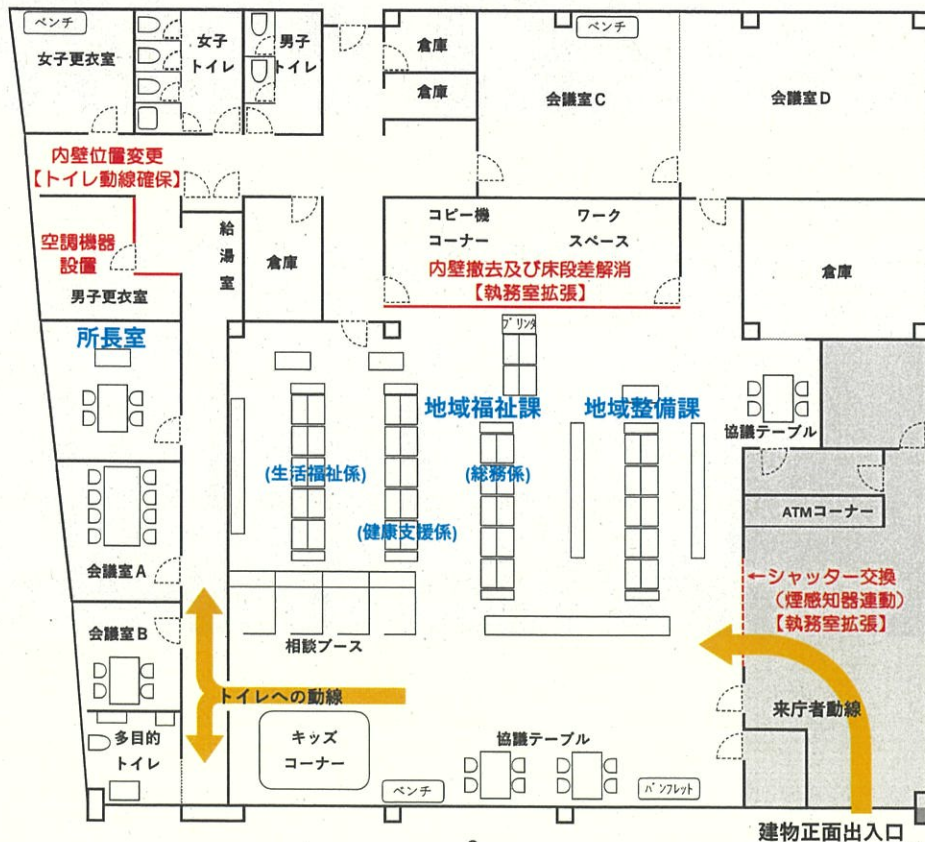 ベンチ
女子更衣室
女子
トイレ
男子
トイレ
倉庫
倉庫
ベンチ
会議室C
会議室D
内壁位置変更
【トイレ動線確保】
空調機器
設置
男子更衣室
給
湯
室
倉庫
コピー機
コーナー
ワーク
スペース
内壁撤去及び床段差解消
【執務室拡張】
倉庫
所長室
プリンタ
地域福祉課
地域整備課
協議テーブル
(生活福祉係)
(総務係)
(健康支援係)
ATMコーナー
会議室A
←シャッター交換
（煙感知器連動）
【執務室拡張】
会議室B
相談ブース
トイレへの動線
来庁者動線
多目的
トイレ
キッズ
コーナー
協議テーブル
ベンチ
パンフレット
建物正面出入口